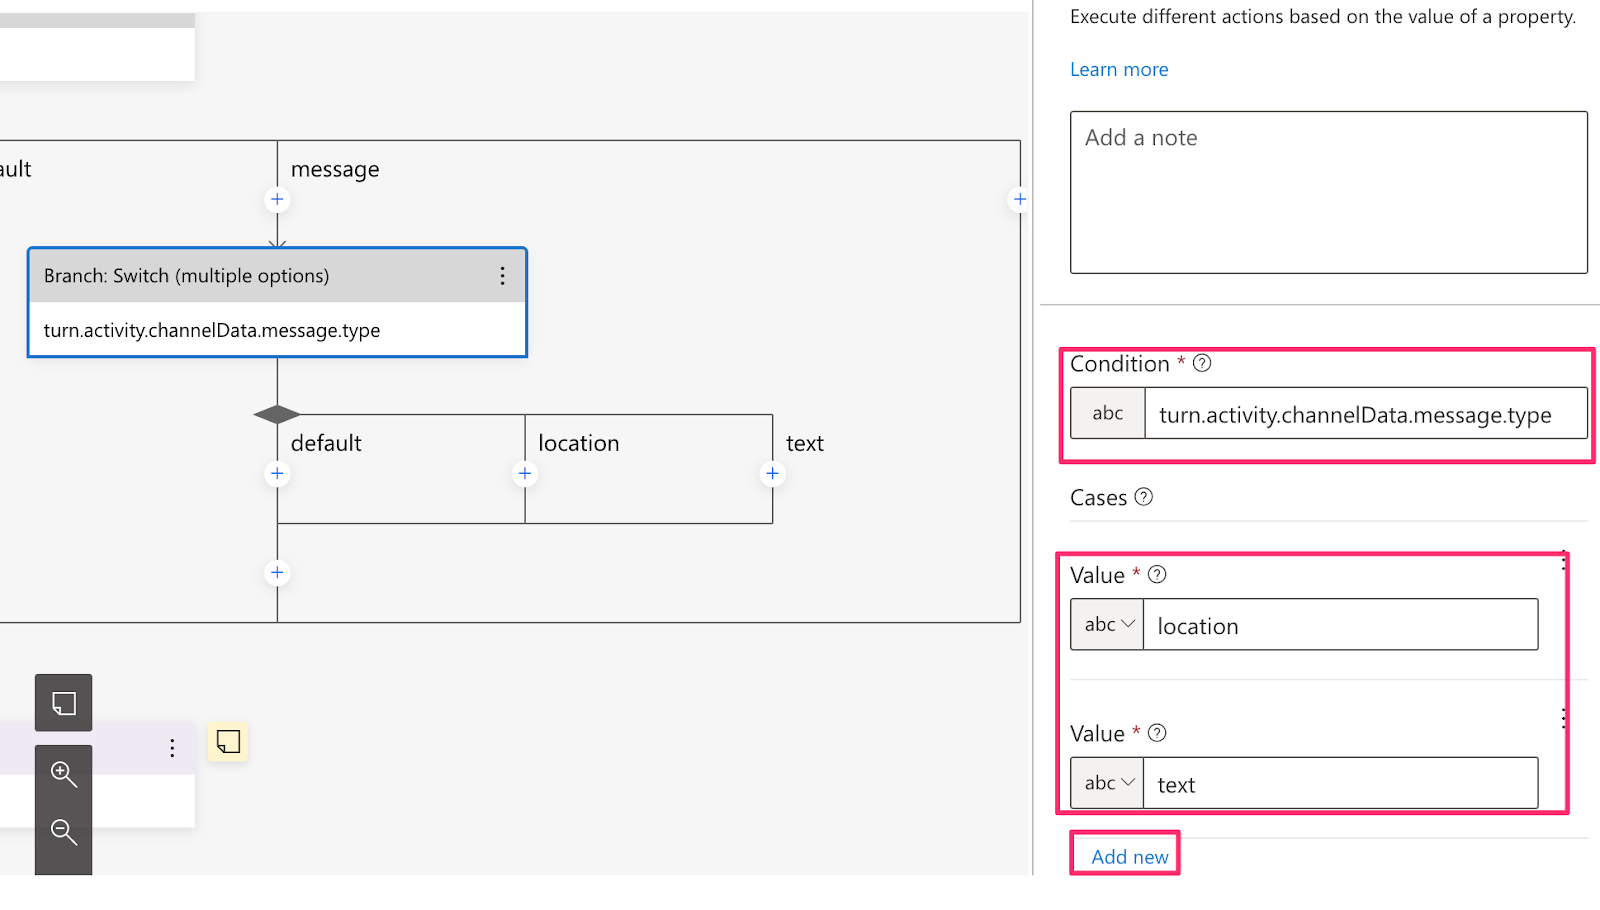 Execute different actions based on the value of a property.
Learn more
Add a note
ault
message
Branch: Switch (multiple options)
turn.activity.channelData.message.type
default
location
text
Condition *
abc
turn.activity.channelData.message.type
Cases
Value *
abc
location
Value *
abc
text
Add new